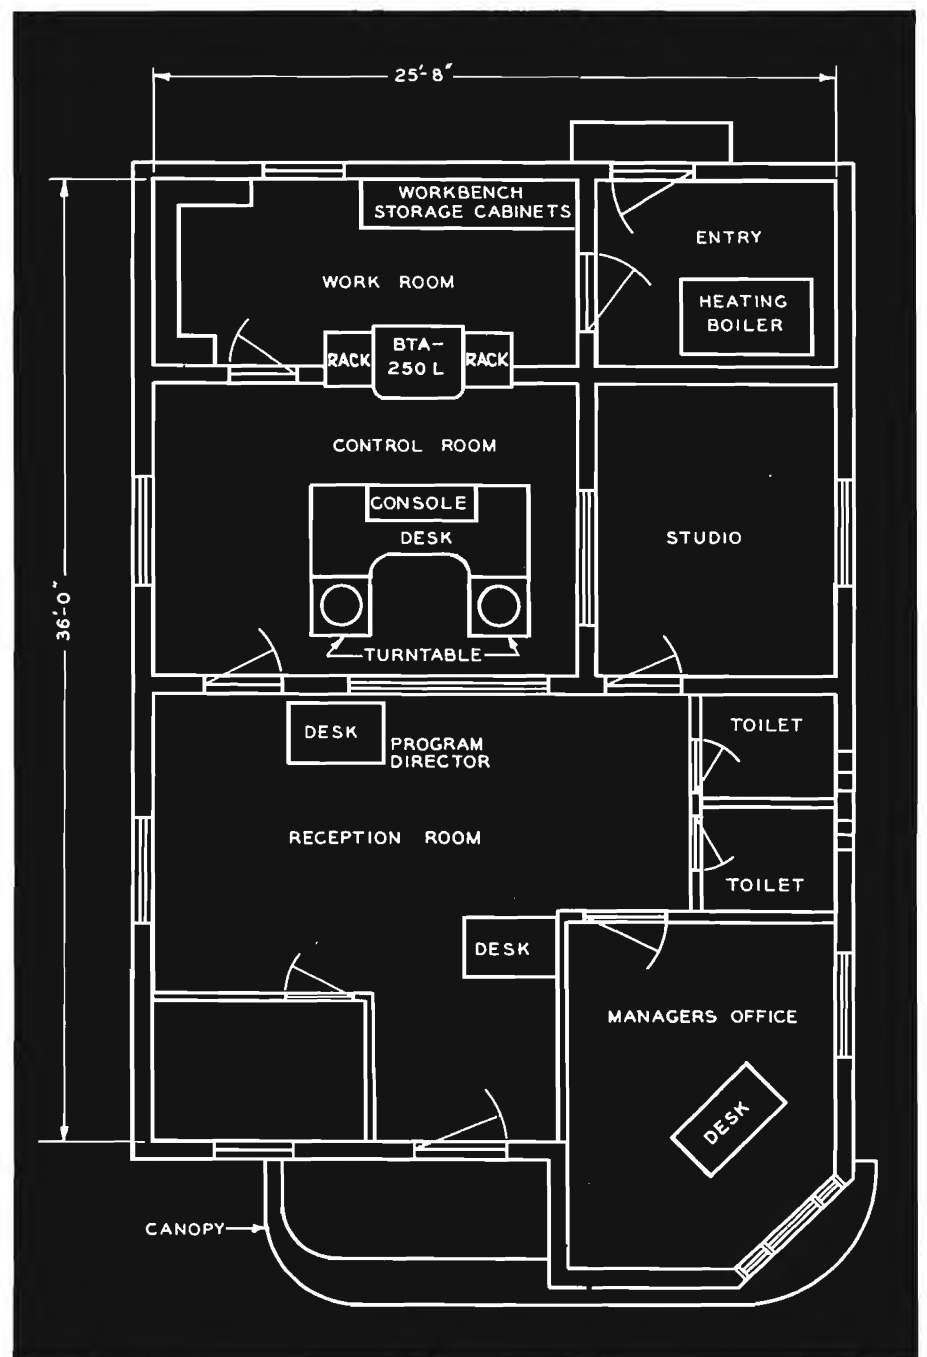 25'-8"
WORKBENCH
STORAGE CABINETS
ENTRY
WORK ROOM
HEATING
BOILER
RACK
BTA-
250 L
RACK
CONTROL ROOM
CONSOLE
DESK
STUDIO
36'-0"
TURNTABLE
DESK
PROGRAM
DIRECTOR
TOILET
RECEPTION ROOM
TOILET
DESK
MANAGERS OFFICE
DESK
CANOPY